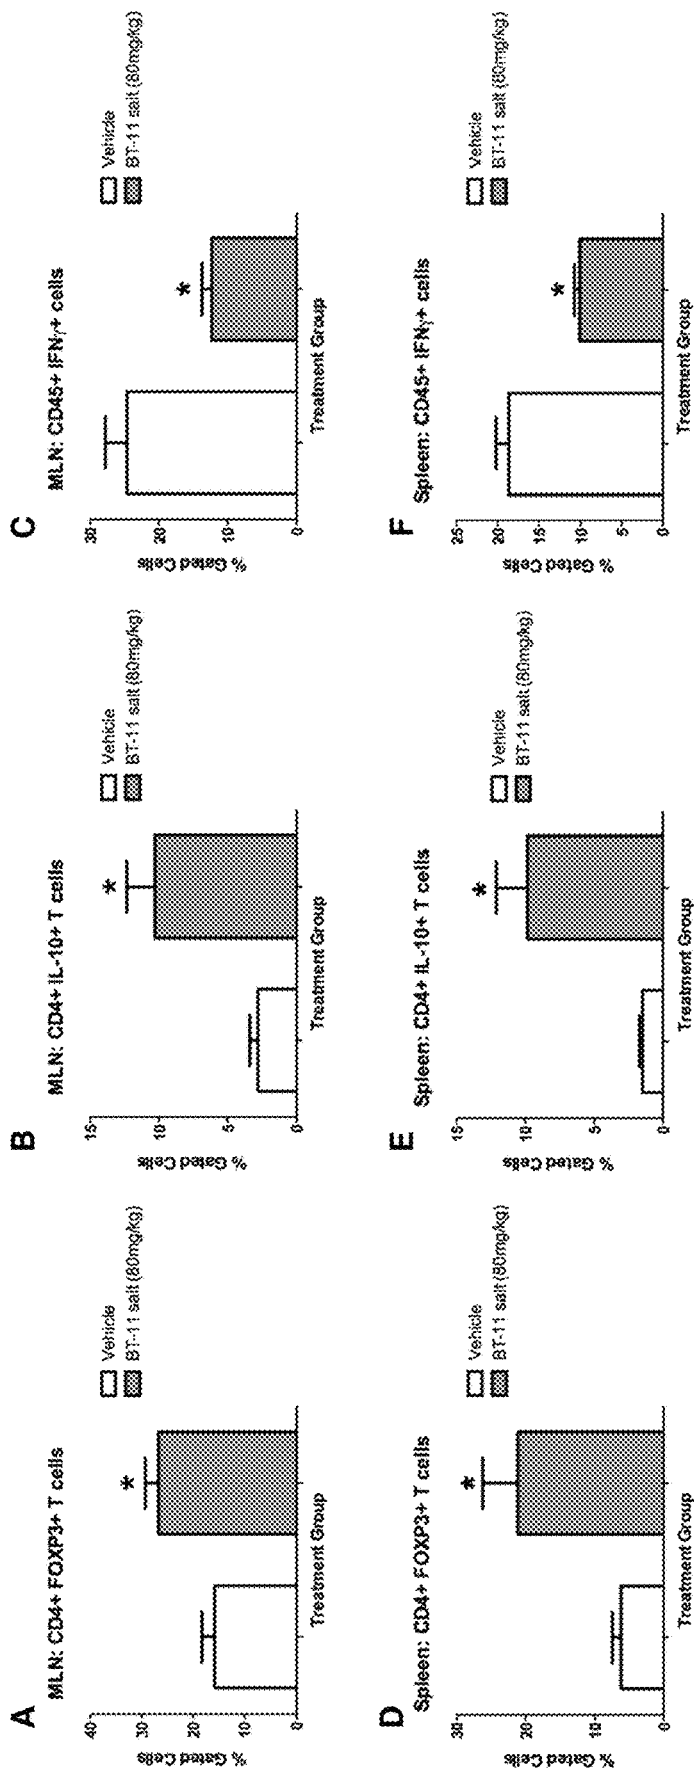 A
MLN: CD4+ FOXP3+ T cells
% Gated Cells
40
30
20
10
0
Treatment Group
*
Vehicle
BT-11 salt (80mg/kg)
B
MLN: CD4+ IL-10+ T cells
% Gated Cells
15
10
5
0
Treatment Group
*
Vehicle
BT-11 salt (80mg/kg)
C
MLN: CD45+ IFNγ+ cells
% Gated Cells
30
20
10
0
Treatment Group
*
Vehicle
BT-11 salt (80mg/kg)
D
Spleen: CD4+ FOXP3+ T cells
% Gated Cells
30
20
10
0
Treatment Group
*
Vehicle
BT-11 salt (80mg/kg)
E
Spleen: CD4+ IL-10+ T cells
% Gated Cells
15
10
5
0
Treatment Group
*
Vehicle
BT-11 salt (80mg/kg)
F
Spleen: CD45+ IFNγ+ cells
% Gated Cells
25
20
15
10
5
0
Treatment Group
*
Vehicle
BT-11 salt (80mg/kg)